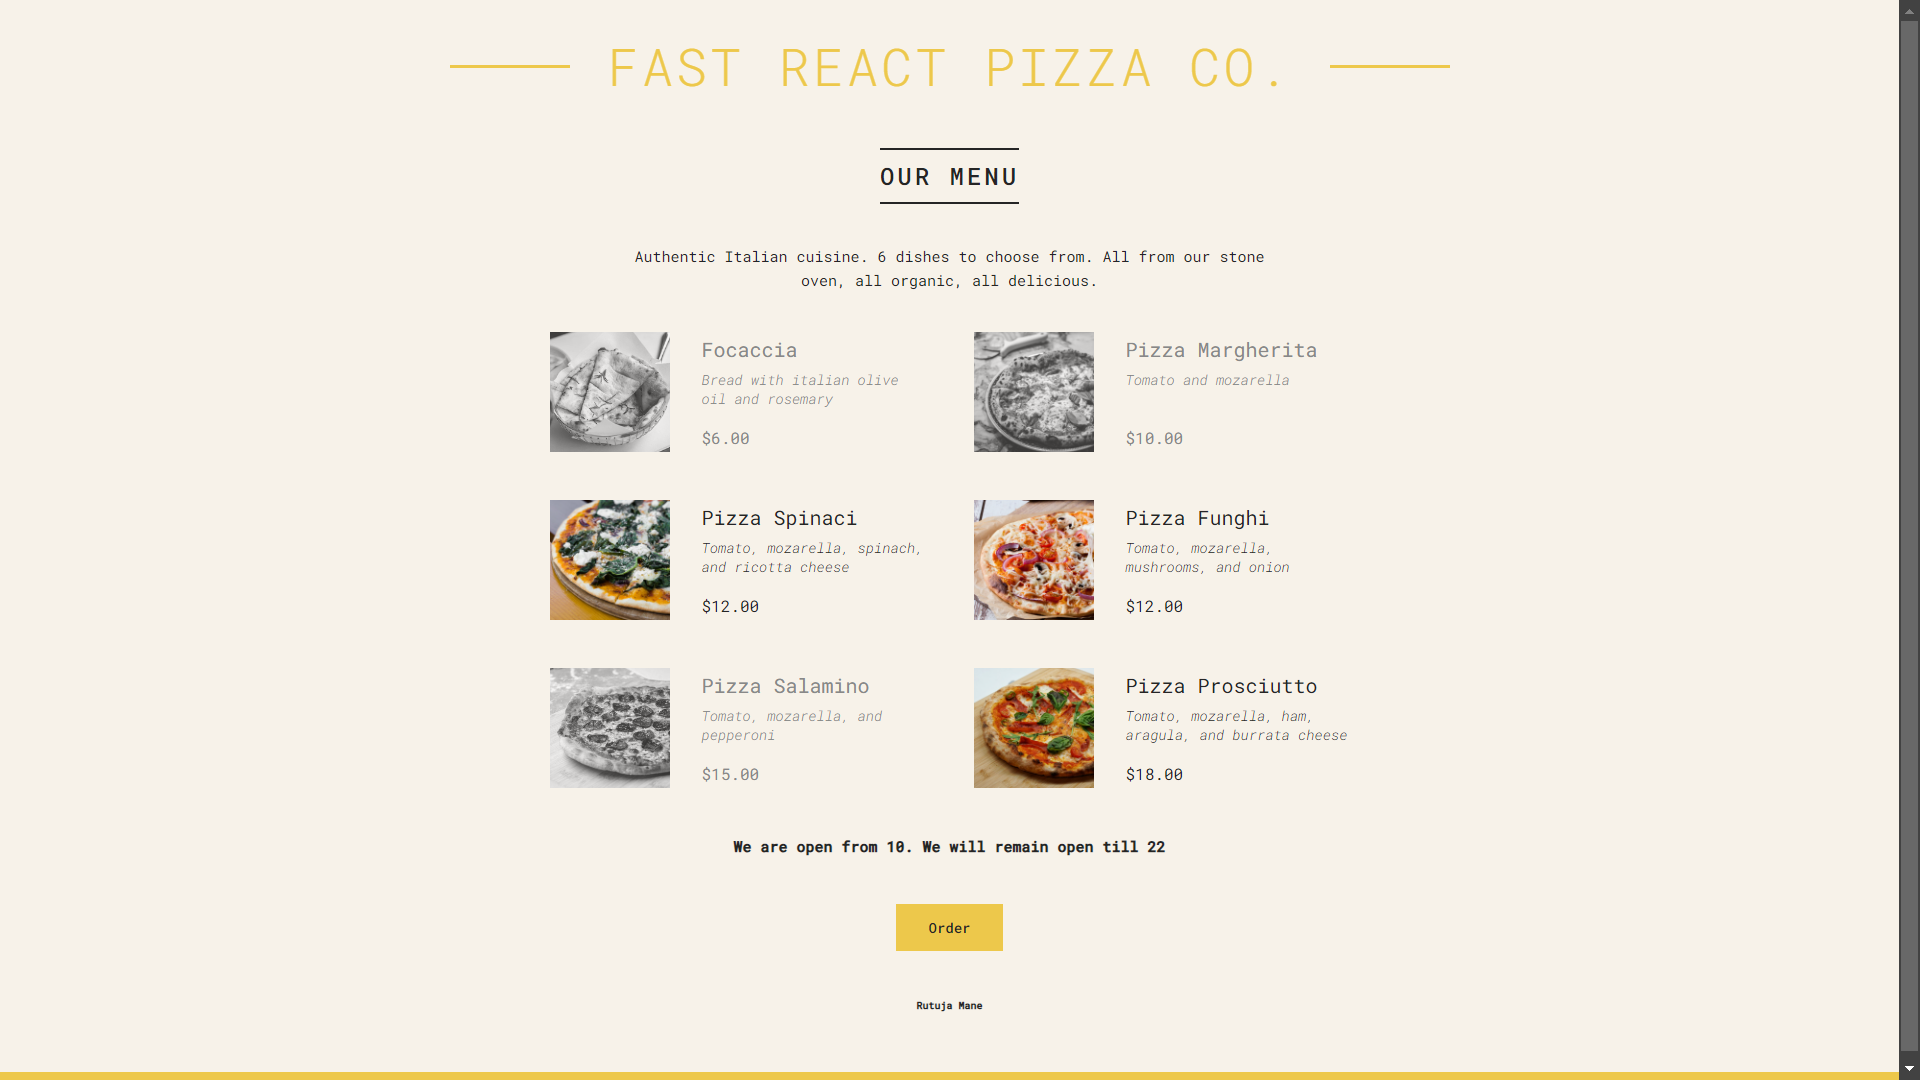 FAST REACT PIZZA CO.
OUR MENU
Authentic Italian cuisine. 6 dishes to choose from. All from our stone
oven, all organic, all delicious.
Focaccia
Bread with italian olive
oil and rosemary
$6.00
Pizza Margherita
Tomato and mozarella
$10.00
Pizza Spinaci
Tomato, mozarella, spinach,
and ricotta cheese
$12.00
Pizza Funghi
Tomato, mozarella,
mushrooms, and onion
$12.00
Pizza Salamino
Tomato, mozarella, and
pepperoni
$15.00
Pizza Prosciutto
Tomato, mozarella, ham,
aragula, and burrata cheese
$18.00
We are open from 10. We will remain open till 22
Order
Rutuja Mane